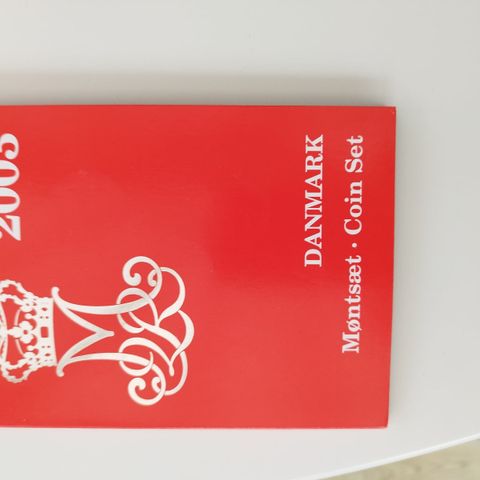 2003
DANMARK
Møntsæt · Coin Set